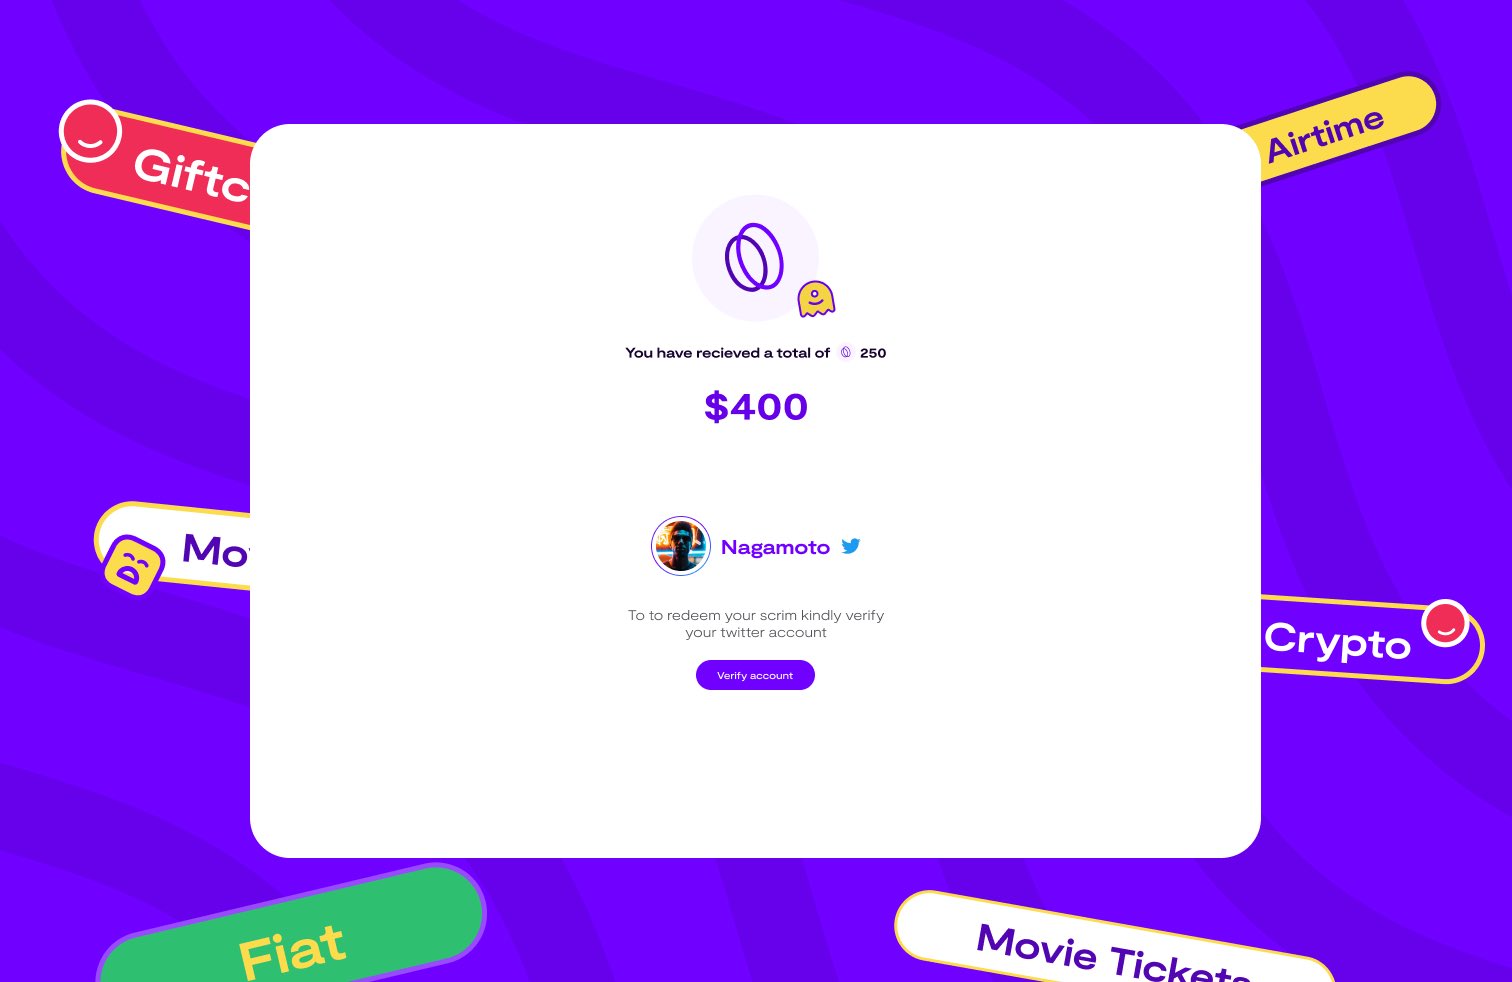 Giftc
Airtime
You have recieved a total of 250
$400
Mov
Nagamoto
Crypto
To to redeem your scrim kindly verify
your twitter account
Verify account
Fiat
Movie Tickets